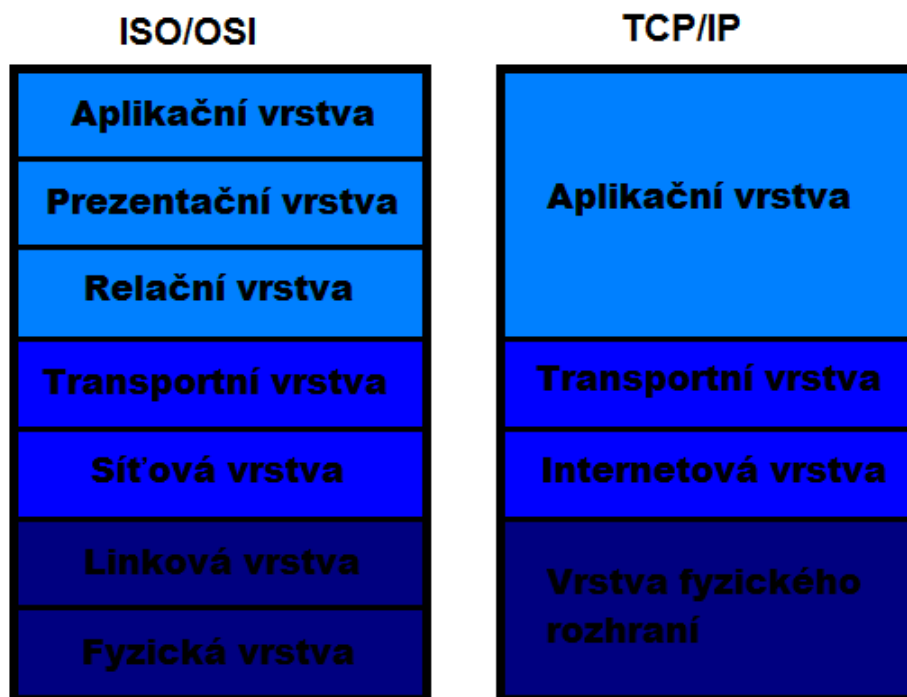 ISO/OSI
Aplikační vrstva
Prezentační vrstva
Relační vrstva
Transportní vrstva
Síťová vrstva
Linková vrstva
Fyzická vrstva
TCP/IP
Aplikační vrstva
Transportní vrstva
Internetová vrstva
Vrstva fyzického
rozhraní